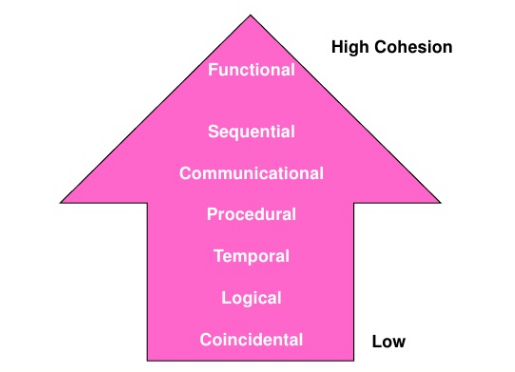 High Cohesion
Functional
Sequential
Communicational
Procedural
Temporal
Logical
Coincidental
Low